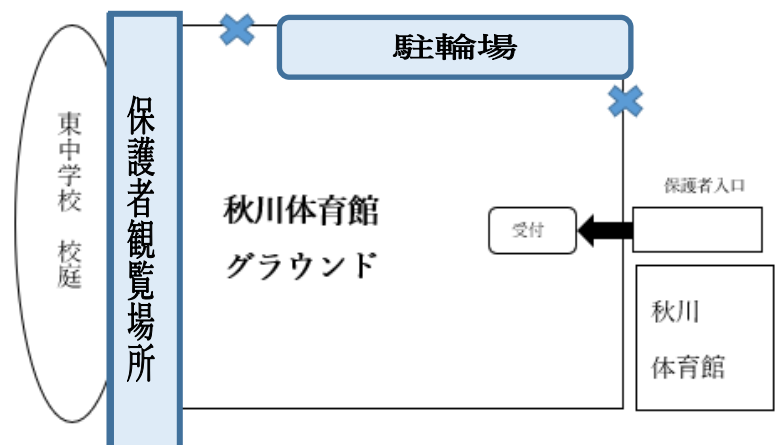 駐輪場
東中学校　校庭
保護者観覧場所
秋川体育館
グラウンド
受付
保護者入口
秋川
体育館